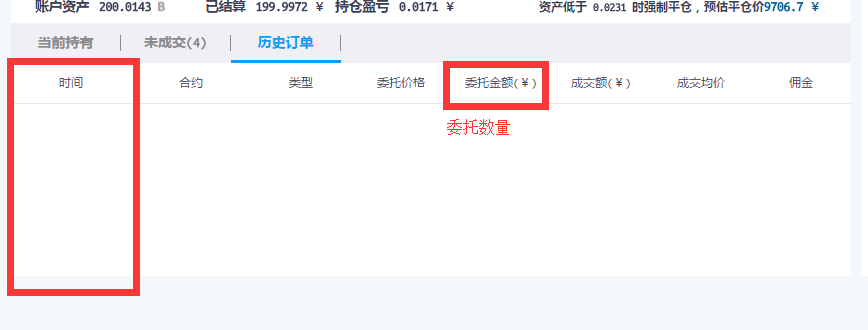 账户资产 200.0143 B 已结算 199.9972 ¥ 持仓盈亏 0.0171 ¥ 资产低于 0.0231 时强制平仓，预估平仓价9706.7 ¥
当前持有 未成交(4) 历史订单
时间 合约 类型 委托价格 委托金额(¥) 成交额(¥) 成交均价 佣金
委托数量